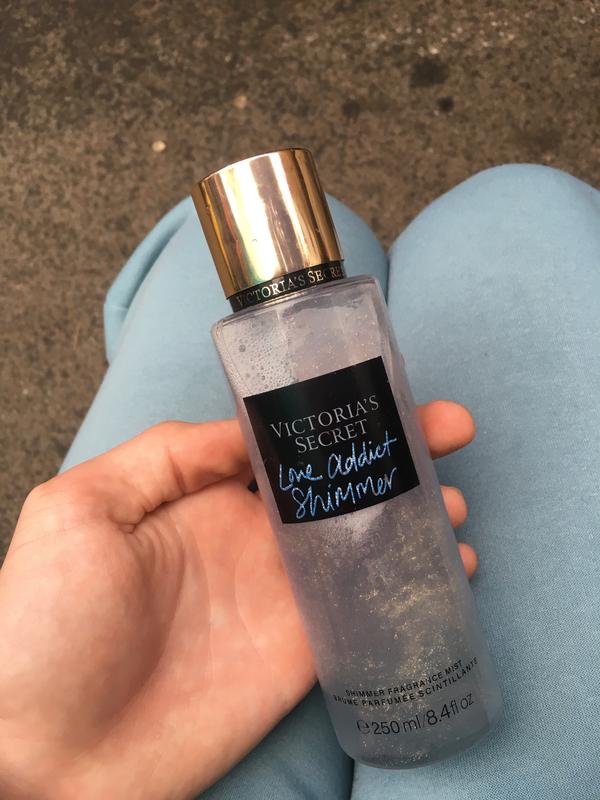 VICTORIA'S SECRET
VICTORIA'S
SECRET
Love addict
Shimmer
SHIMMER FRAGRANCE MIST
BRUME PARFUMÉE SCINTILLANTE
℮250 ml/8.4 fl oz